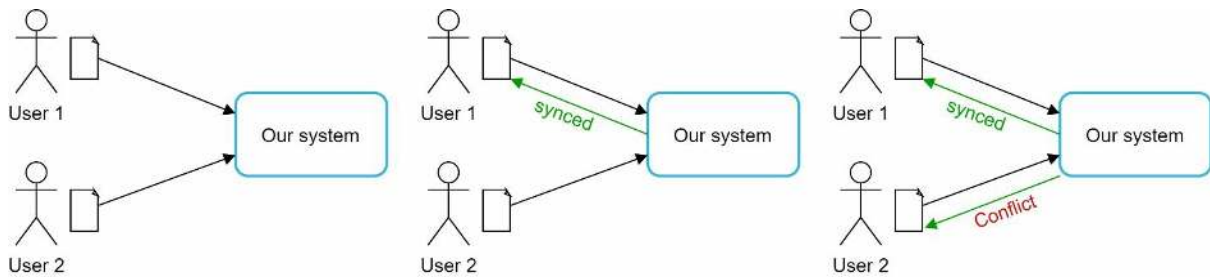 User 1
Our system
User 2
User 1
synced
Our system
User 2
User 1
synced
Our system
Conflict
User 2